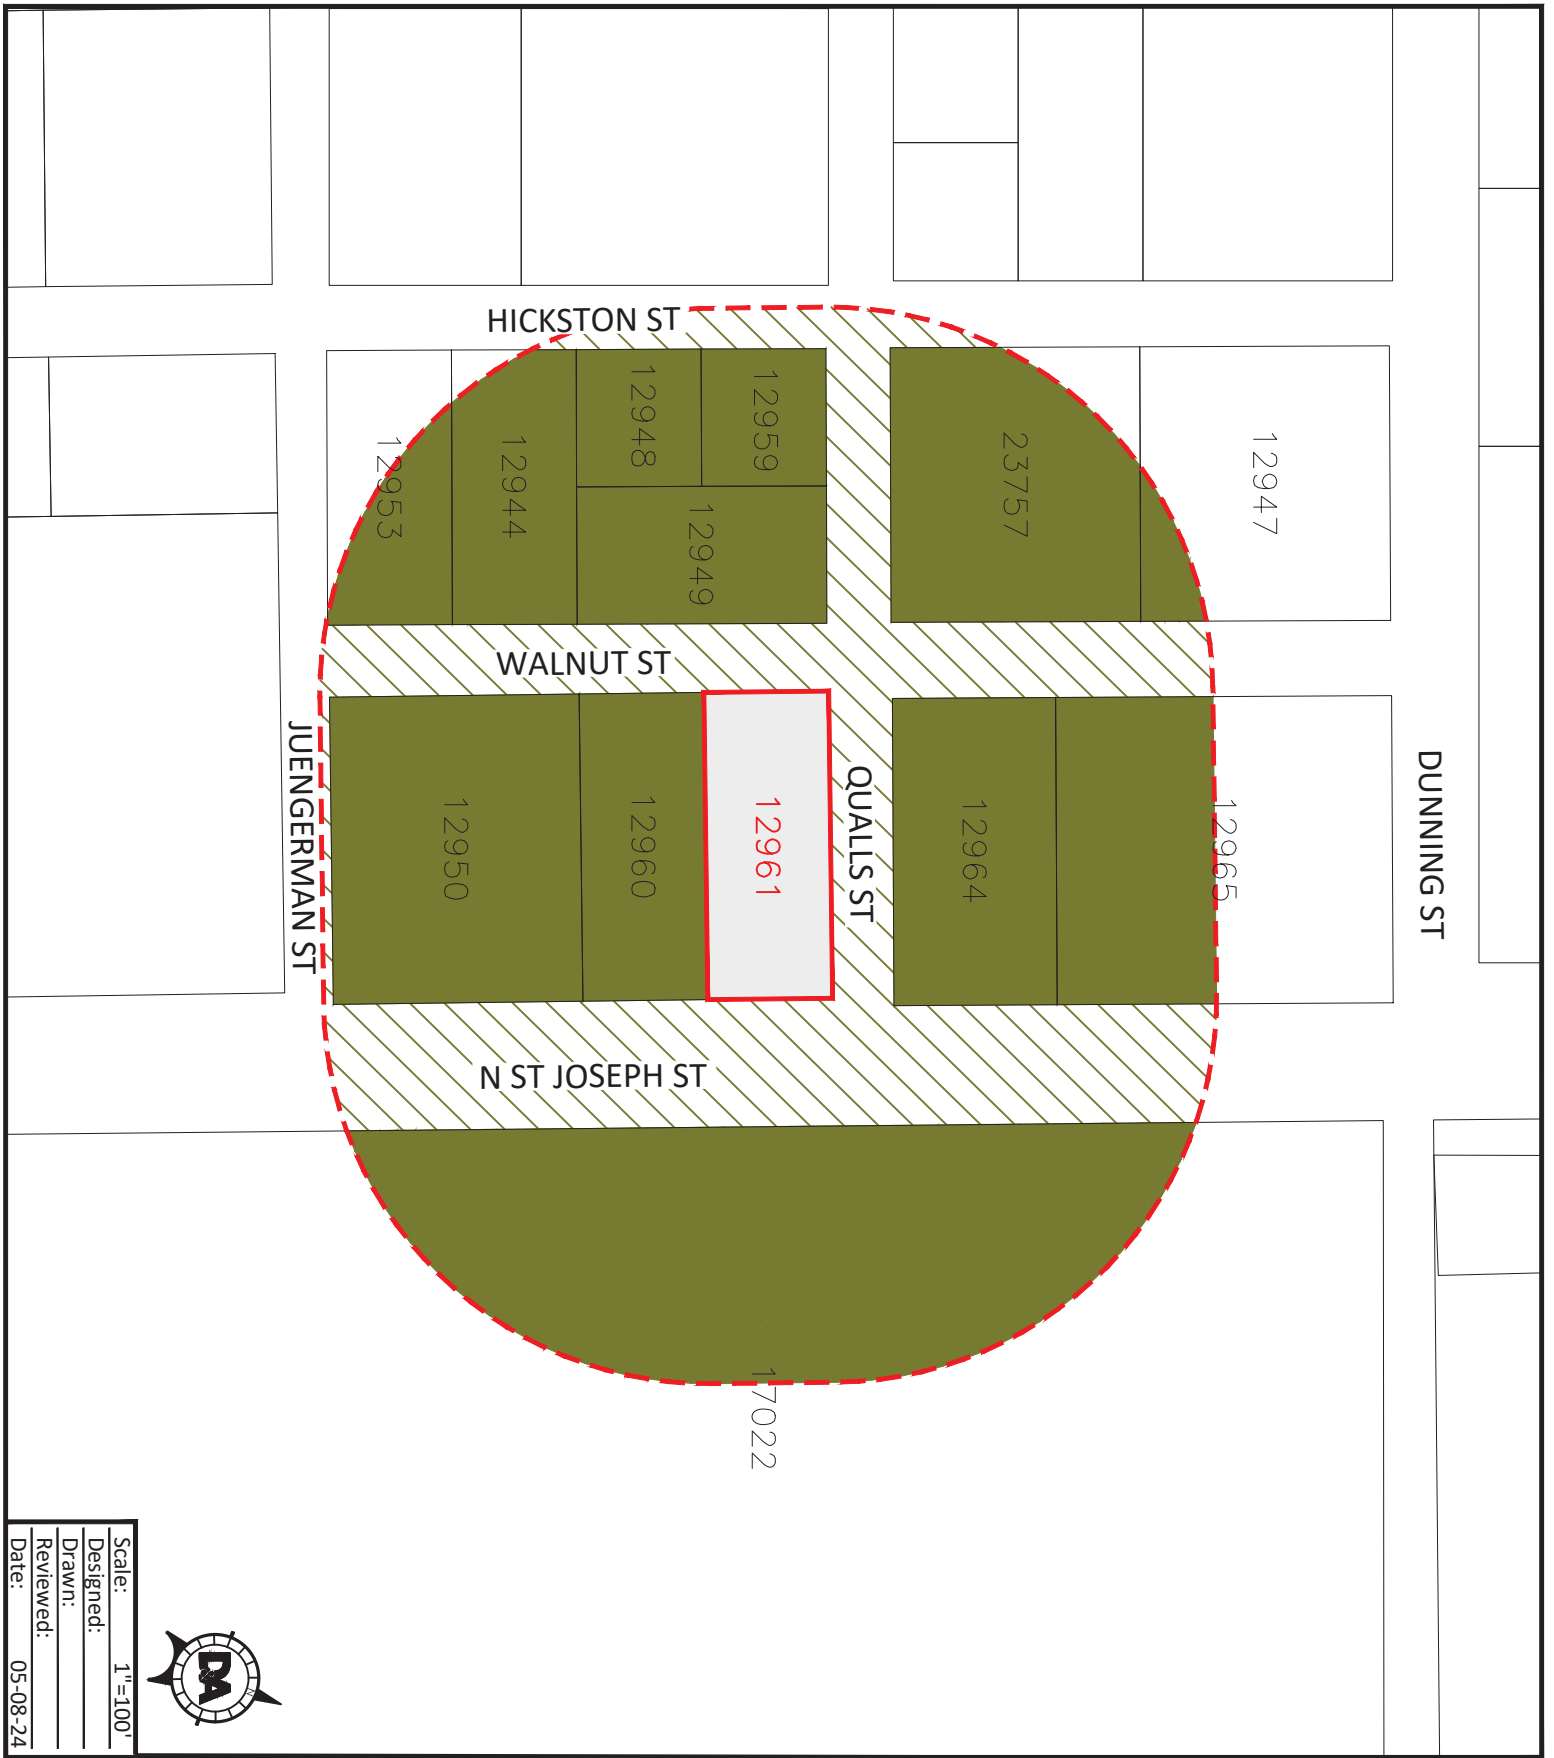 HICKSTON ST
12953
12944
12948
12959
12949
23757
12947
WALNUT ST
JUENGERMAN ST
12950
12960
12961
QUALLS ST
12964
12965
DUNNING ST
N ST JOSEPH ST
17022
Scale: 1"=100'
Designed:
Drawn:
Reviewed:
Date: 05-08-24
D&A
N